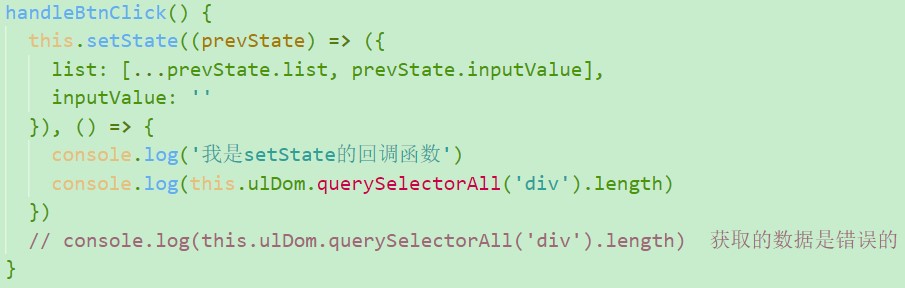 handleBtnClick() {
  this.setState((prevState) => ({
    list: [...prevState.list, prevState.inputValue],
    inputValue: ''
  }), () => {
    console.log('我是setState的回调函数')
    console.log(this.ulDom.querySelectorAll('div').length)
  })
  // console.log(this.ulDom.querySelectorAll('div').length)  获取的数据是错误的
}